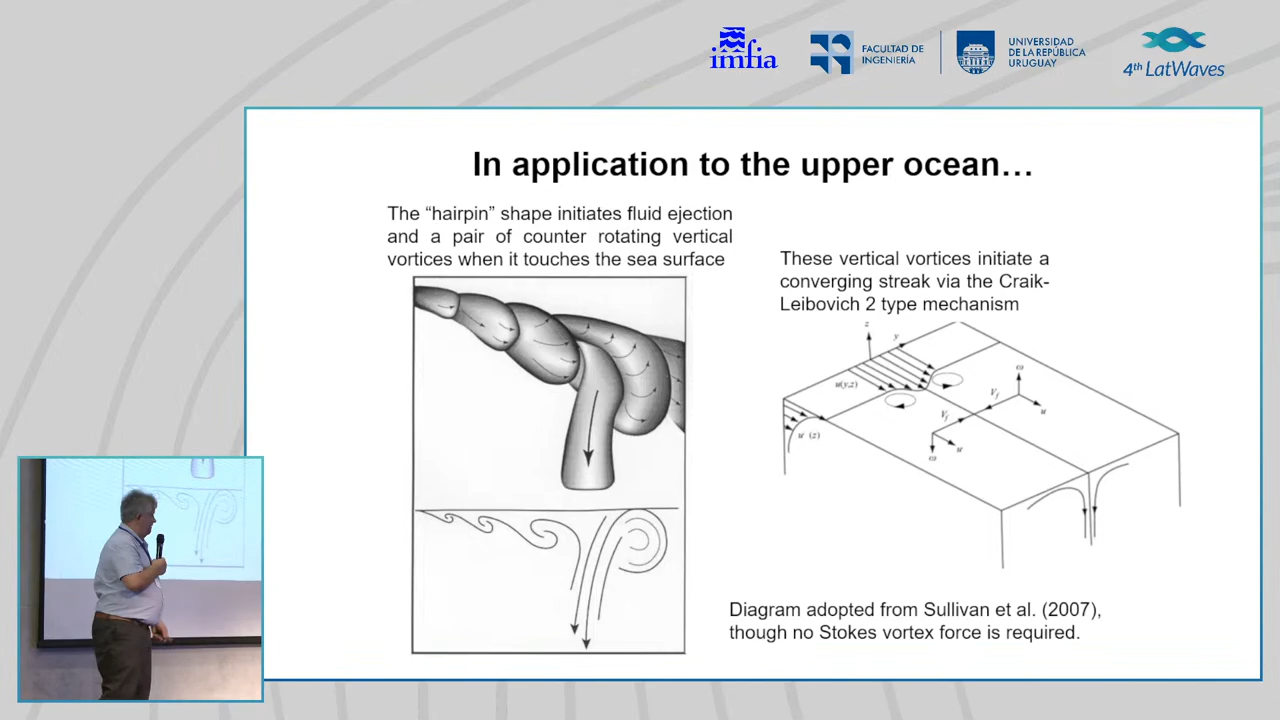 imfia
FACULTAD DE
INGENIERÍA
UNIVERSIDAD
DE LA REPÚBLICA
URUGUAY
4th LatWaves
In application to the upper ocean…
The “hairpin” shape initiates fluid ejection
and a pair of counter rotating vertical
vortices when it touches the sea surface
These vertical vortices initiate a
converging streak via the Craik-
Leibovich 2 type mechanism
z
y
u(y,z)
u (z)
ω
V_f
u
V_f
u
ω
Diagram adopted from Sullivan et al. (2007),
though no Stokes vortex force is required.